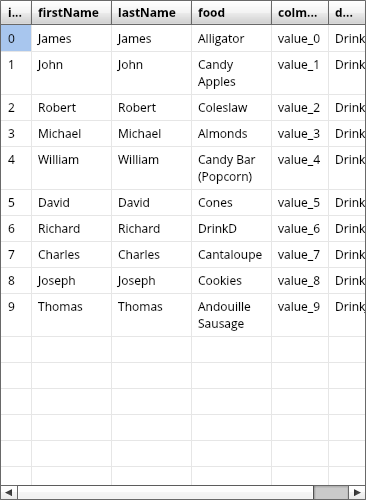 i... firstName lastName food colm... d...
0 James James Alligator value_0 Drink
1 John John Candy value_1 Drink
Apples
2 Robert Robert Coleslaw value_2 Drink
3 Michael Michael Almonds value_3 Drink
4 William William Candy Bar value_4 Drink
(Popcorn)
5 David David Cones value_5 Drink
6 Richard Richard DrinkD value_6 Drink
7 Charles Charles Cantaloupe value_7 Drink
8 Joseph Joseph Cookies value_8 Drink
9 Thomas Thomas Andouille value_9 Drink
Sausage